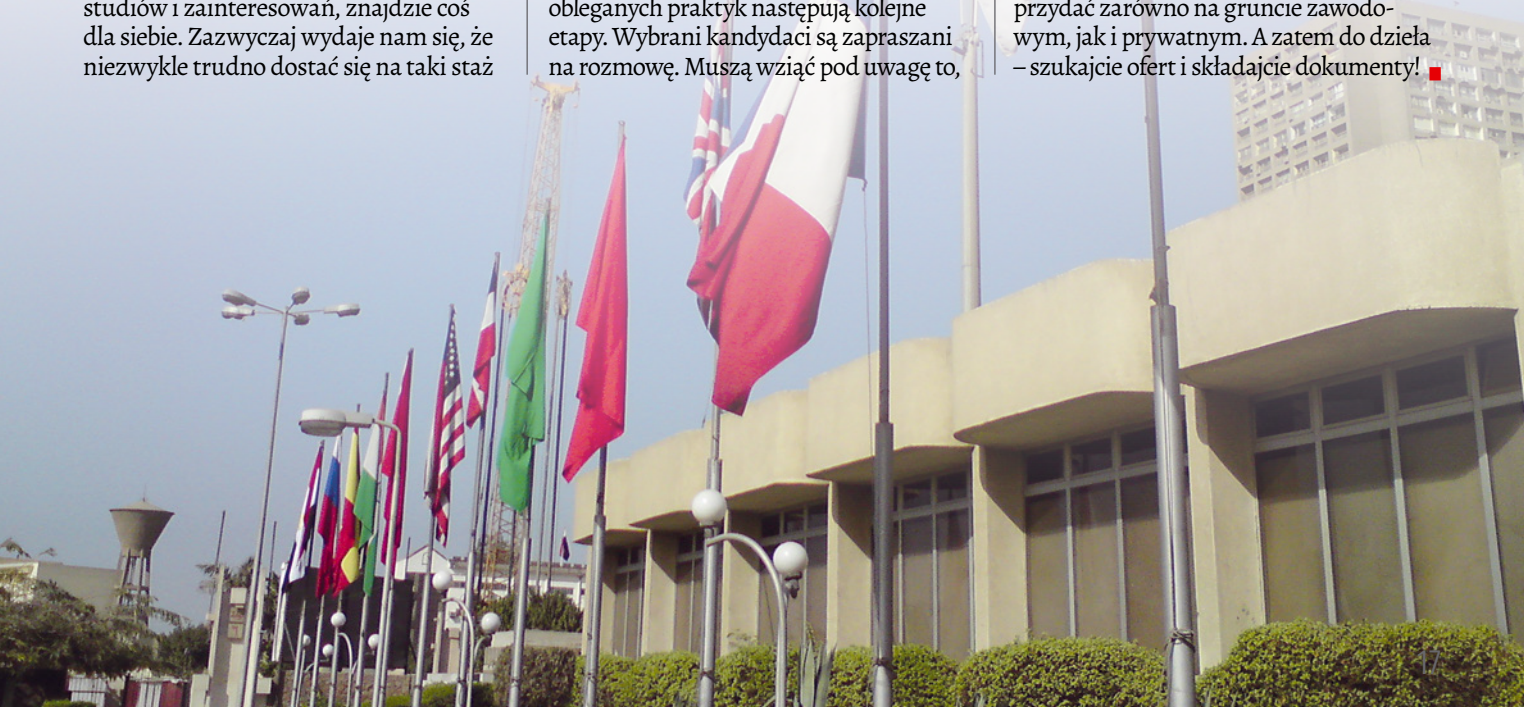 studiów i zainteresowań, znajdzie coś
dla siebie. Zazwyczaj wydaje nam się, że
niezwykle trudno dostać się na taki staż
obleganych praktyk następują kolejne
etapy. Wybrani kandydaci są zapraszani
na rozmowę. Muszą wziąć pod uwagę to,
przydać zarówno na gruncie zawodo-
wym, jak i prywatnym. A zatem do dzieła
– szukajcie ofert i składajcie dokumenty!
17